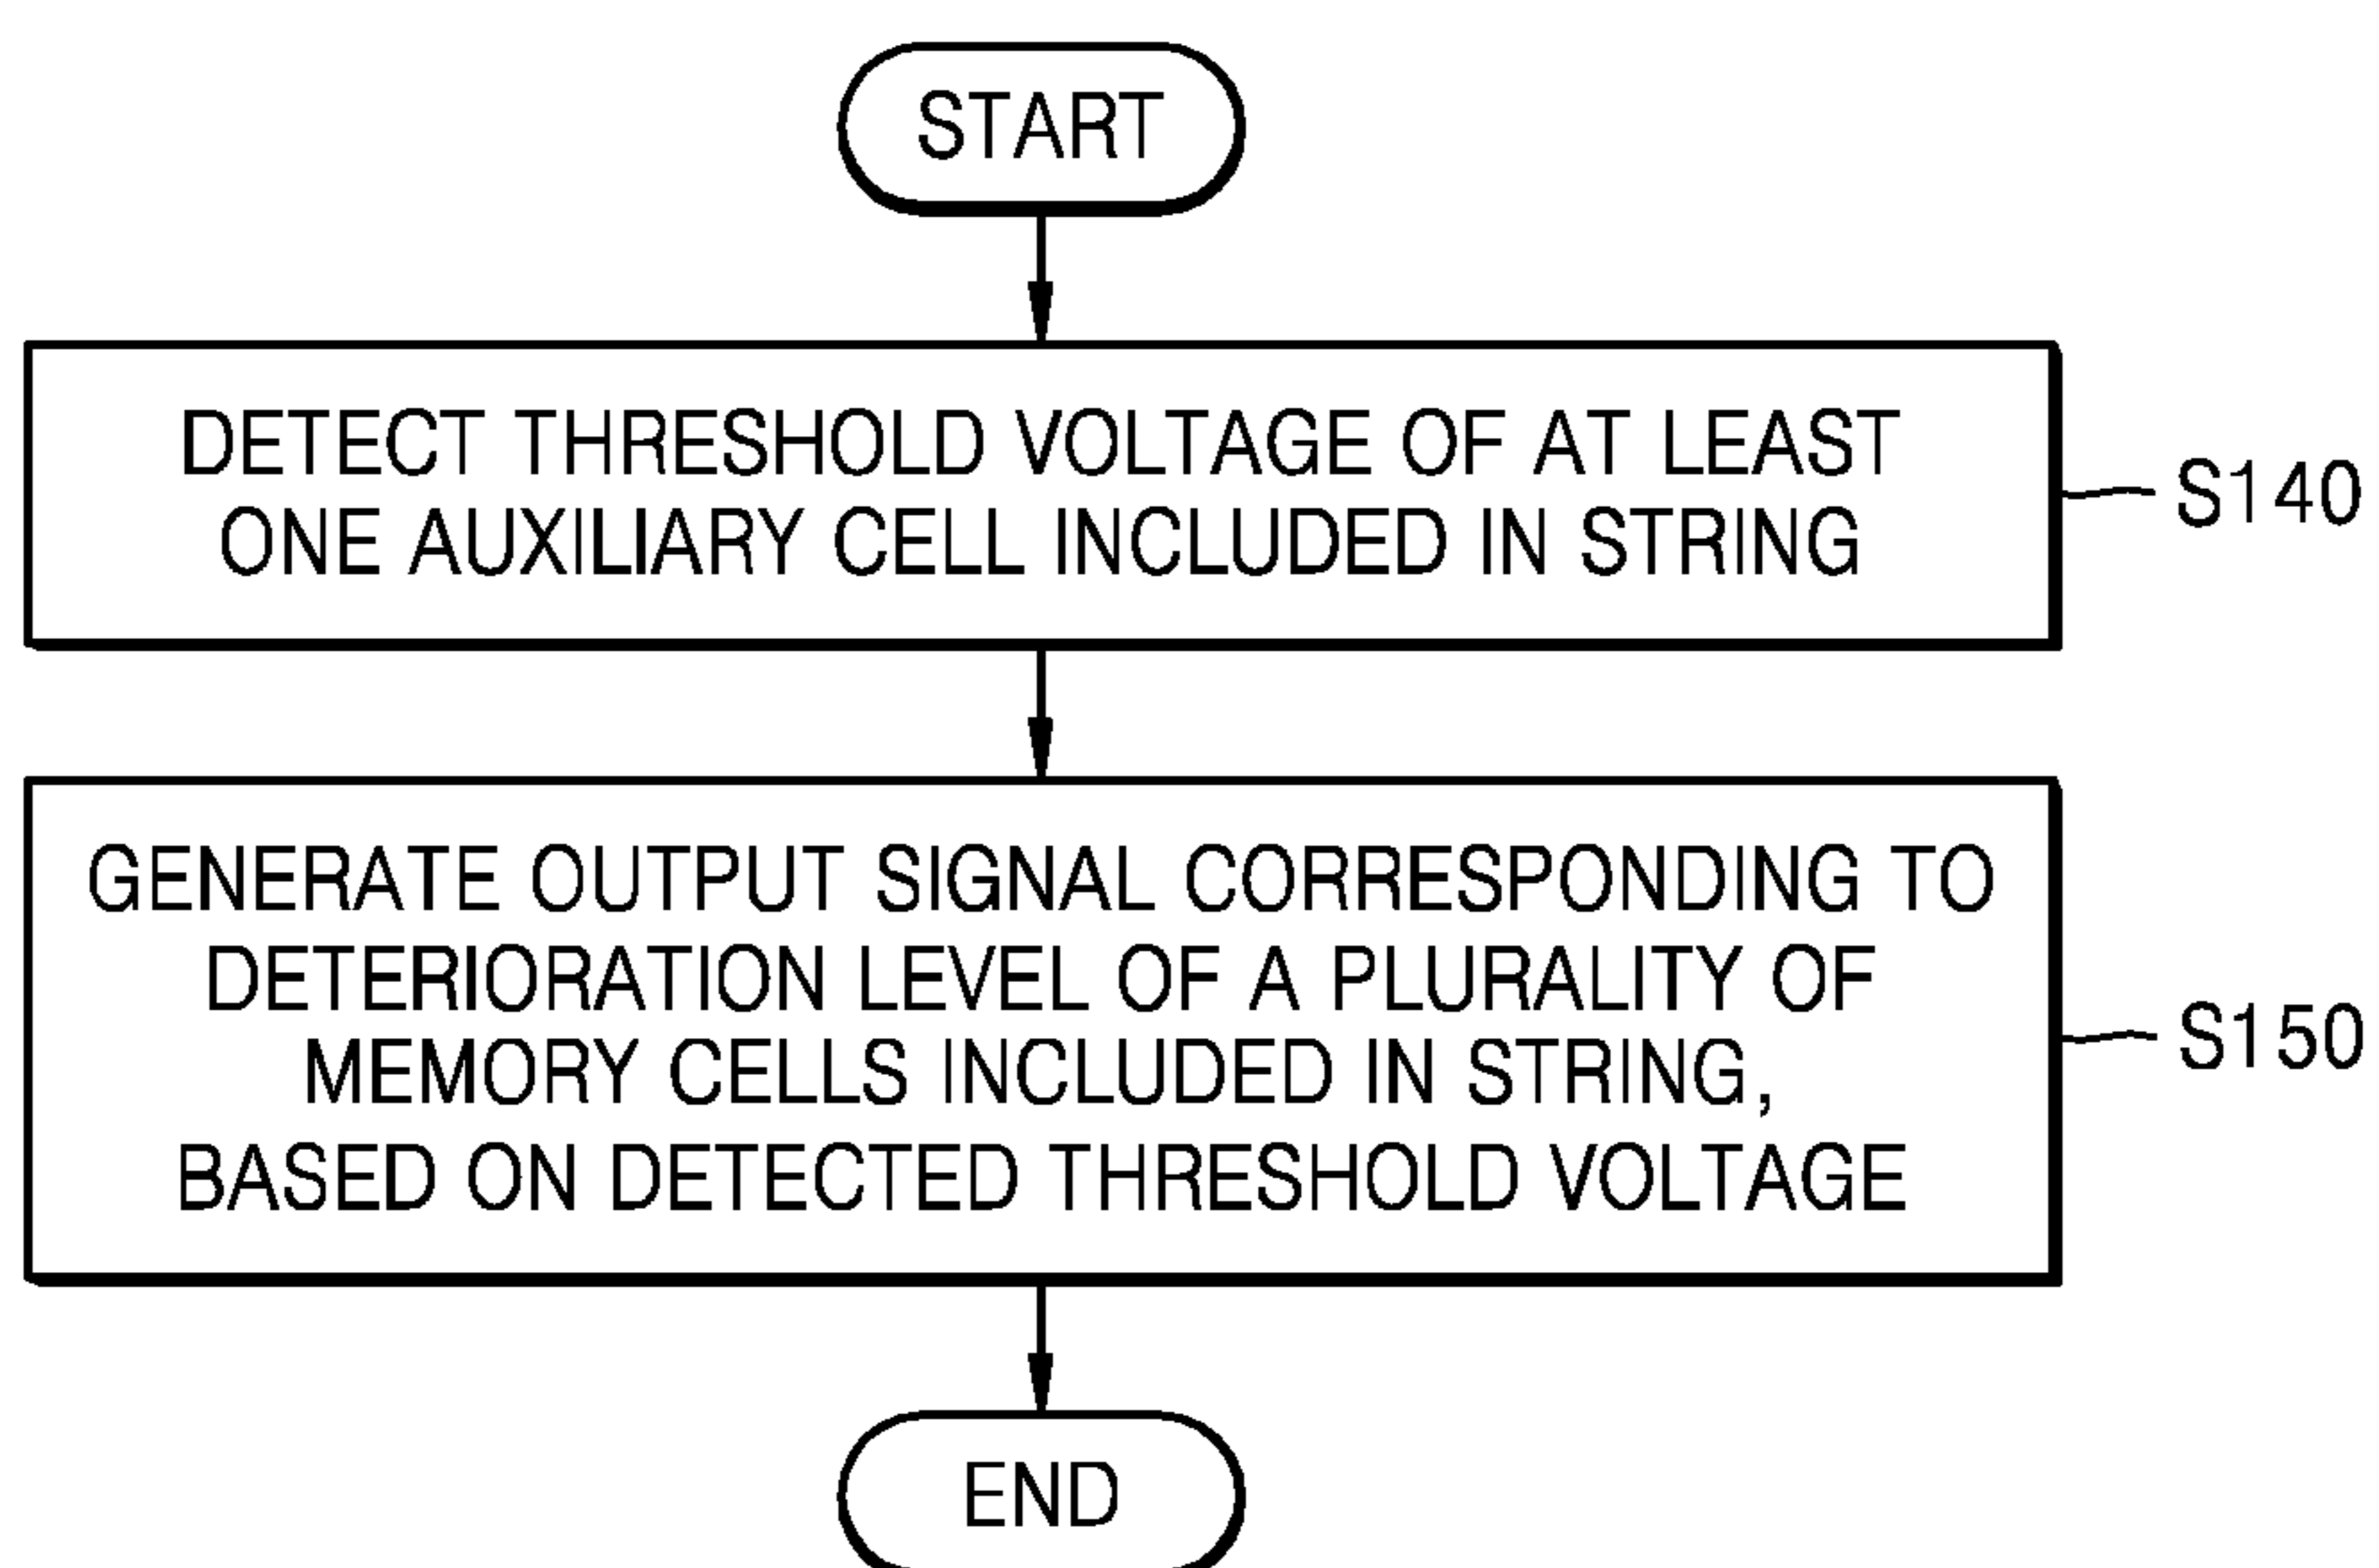 START
DETECT THRESHOLD VOLTAGE OF AT LEAST
ONE AUXILIARY CELL INCLUDED IN STRING
S140
GENERATE OUTPUT SIGNAL CORRESPONDING TO
DETERIORATION LEVEL OF A PLURALITY OF
MEMORY CELLS INCLUDED IN STRING,
BASED ON DETECTED THRESHOLD VOLTAGE
S150
END